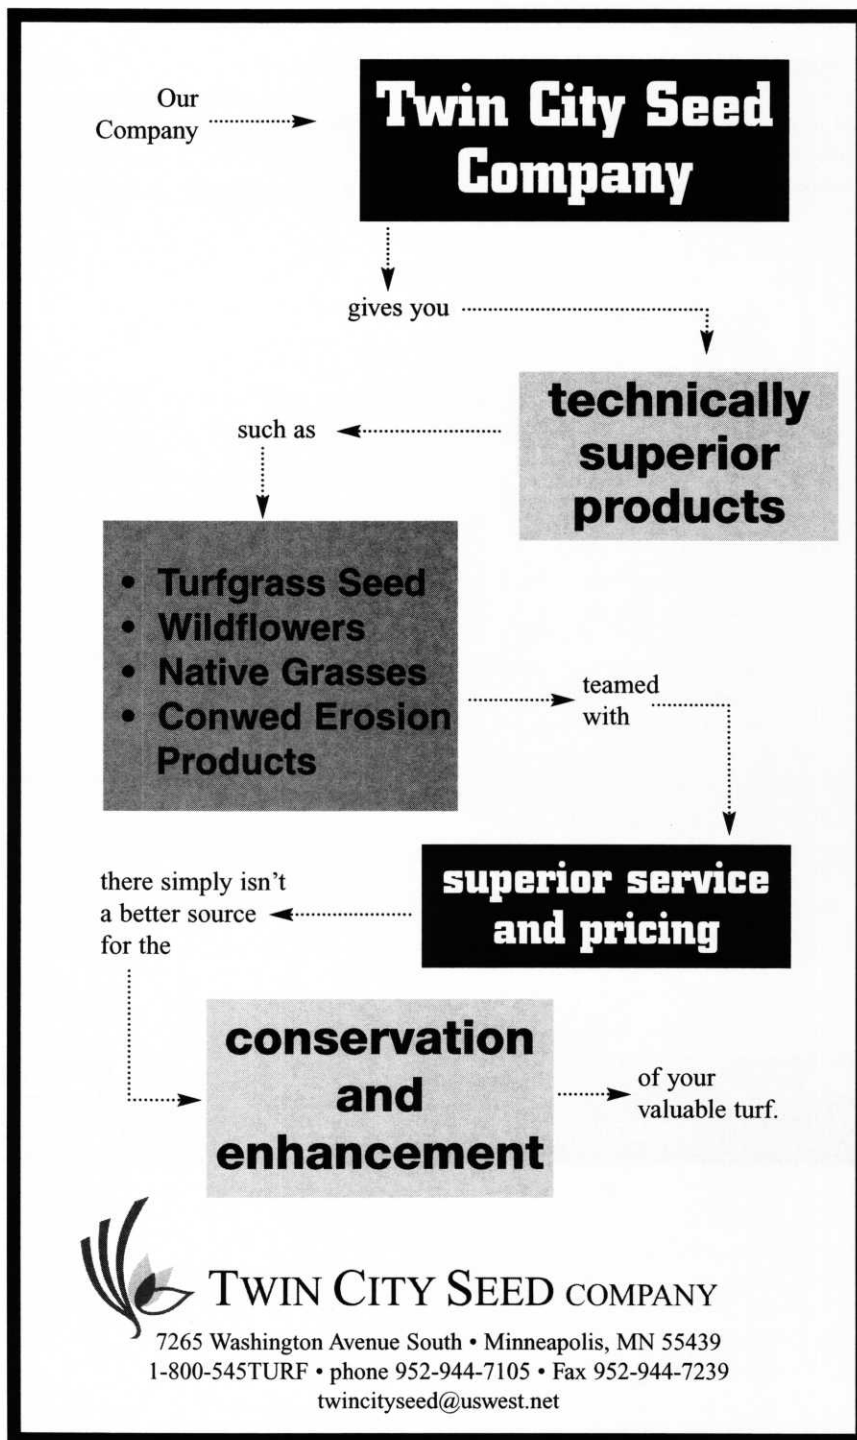 Our
Company
Twin City Seed
Company
gives you
technically
superior
products
such as
• Turfgrass Seed
• Wildflowers
• Native Grasses
• Conwed Erosion
Products
teamed
with
superior service
and pricing
there simply isn't
a better source
for the
conservation
and
enhancement
of your
valuable turf.
TWIN CITY SEED COMPANY
7265 Washington Avenue South • Minneapolis, MN 55439
1-800-545TURF • phone 952-944-7105 • Fax 952-944-7239
twincityseed@uswest.net